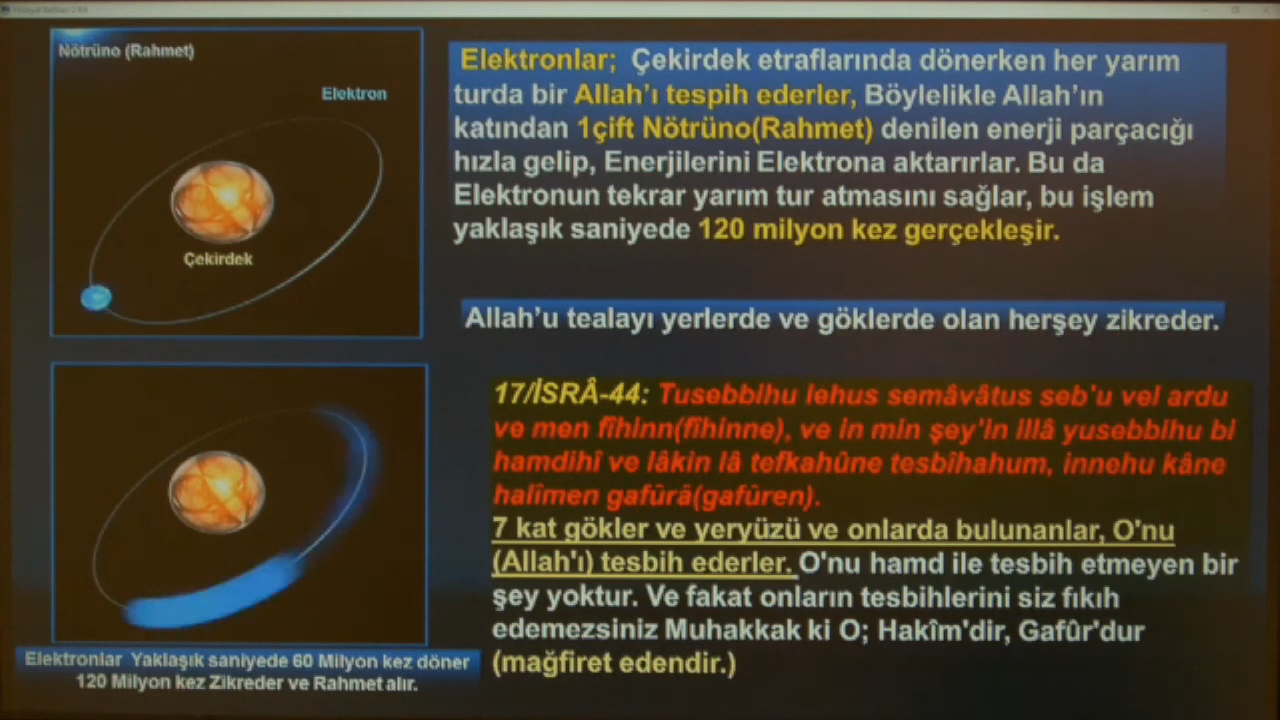 Nötrüno (Rahmet)
Elektron
Çekirdek
Elektronlar Yaklaşık saniyede 60 Milyon kez döner
120 Milyon kez Zikreder ve Rahmet alır.
Elektronlar; Çekirdek etraflarında dönerken her yarım
turda bir Allah'ı tespih ederler, Böylelikle Allah'ın
katından 1çift Nötrüno(Rahmet) denilen enerji parçacığı
hızla gelip, Enerjilerini Elektrona aktarırlar. Bu da
Elektronun tekrar yarım tur atmasını sağlar, bu işlem
yaklaşık saniyede 120 milyon kez gerçekleşir.
Allah'u tealayı yerlerde ve göklerde olan herşey zikreder.
17/İSRÂ-44: Tusebbihu lehus semâvâtus seb'u vel ardu
ve men fîhinn(fîhinne), ve in min şey'in illâ yusebbihu bi
hamdihî ve lâkin lâ tefkahûne tesbîhahum, innehu kâne
halîmen gafûrâ(gafûren).
7 kat gökler ve yeryüzü ve onlarda bulunanlar, O'nu
(Allah'ı) tesbih ederler. O'nu hamd ile tesbih etmeyen bir
şey yoktur. Ve fakat onların tesbihlerini siz fıkıh
edemezsiniz Muhakkak ki O; Hakîm'dir, Gafûr'dur
(mağfiret edendir.)